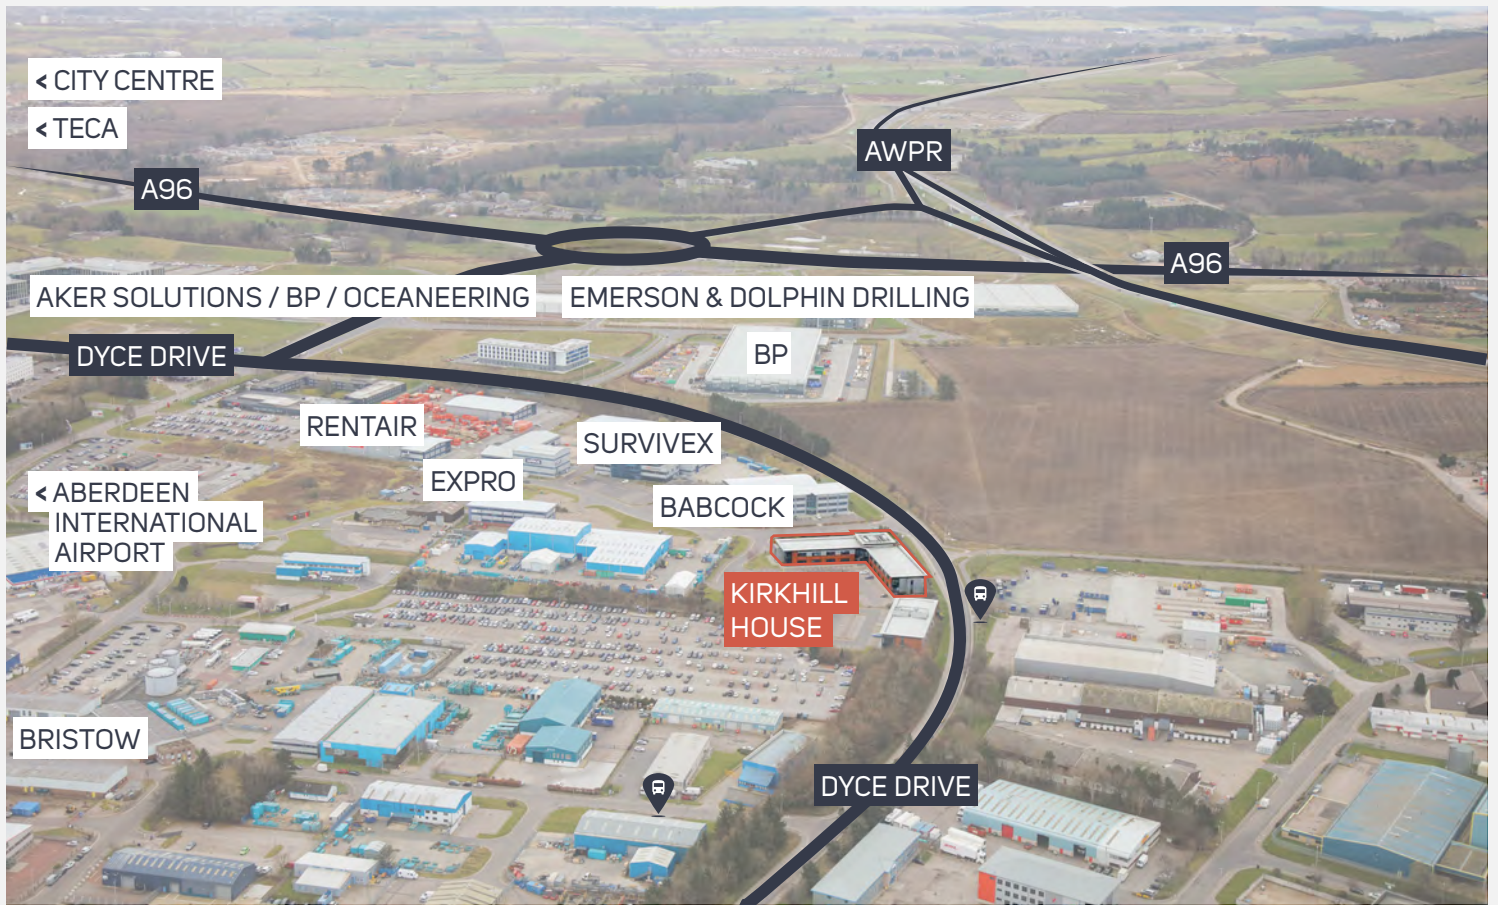 < CITY CENTRE
< TECA
AWPR
A96
A96
AKER SOLUTIONS / BP / OCEANEERING
EMERSON & DOLPHIN DRILLING
DYCE DRIVE
BP
RENTAIR
SURVIVEX
EXPRO
BABCOCK
< ABERDEEN
INTERNATIONAL
AIRPORT
KIRKHILL
HOUSE
BRISTOW
DYCE DRIVE